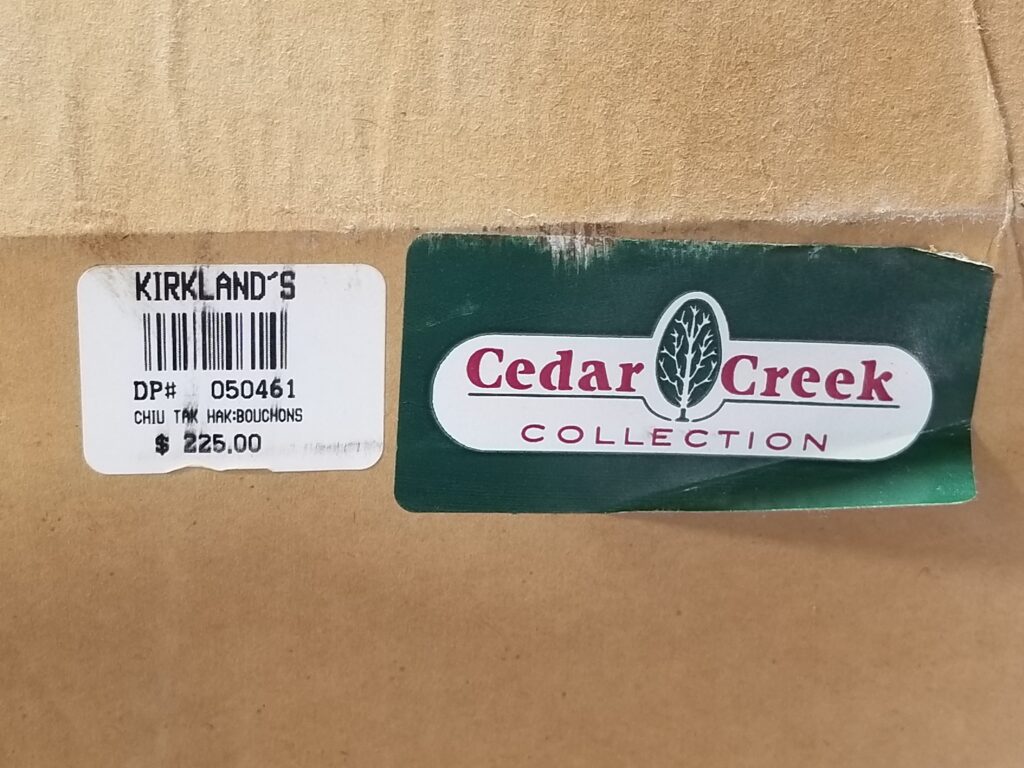 KIRKLAND'S
DP# 050461
CHIU TAK HAK:BOUCHONS
$ 225.00
Cedar Creek
COLLECTION